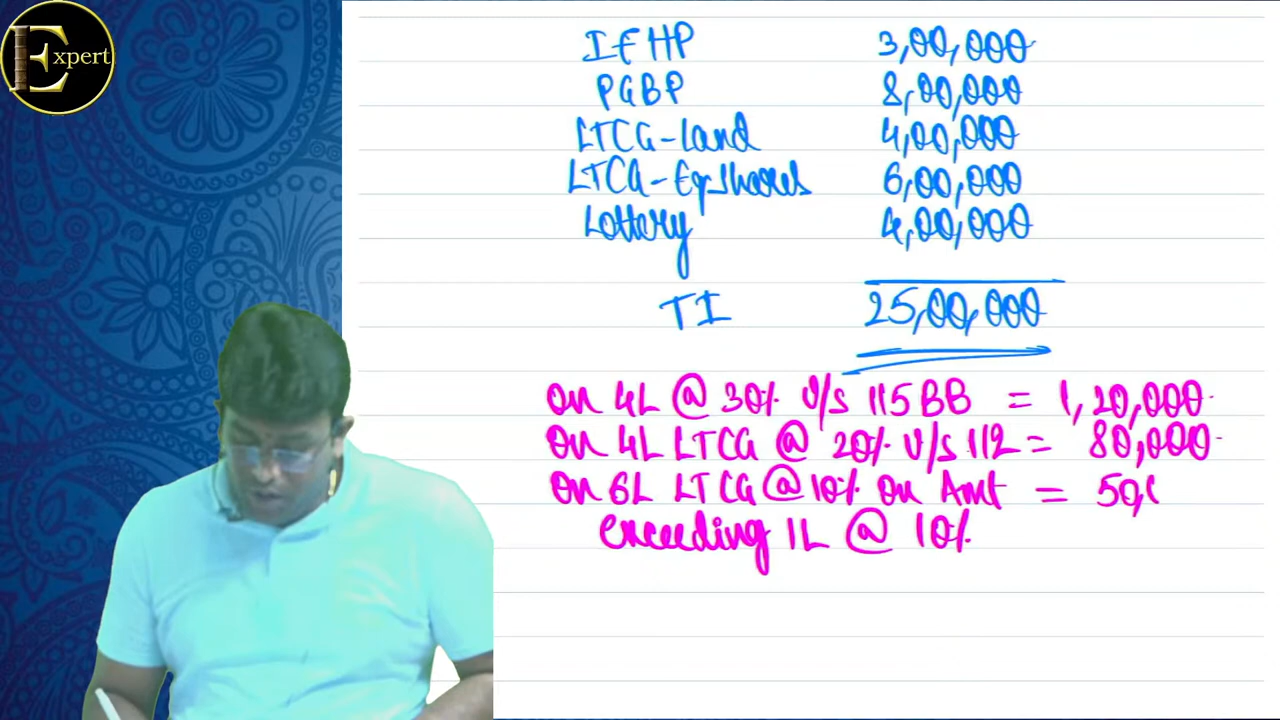 Expert
IFHP 3,00,000
PGBP 8,00,000
LTCG-Land 4,00,000
LTCG-Eq.shares 6,00,000
Lottery 4,00,000
TI 25,00,000
on 4L @ 30% U/s 115BB = 1,20,000
on 4L LTCG @ 20% U/s 112 = 80,000
on 6L LTCG @ 10% on Amt = 50,
exceeding 1L @ 10%